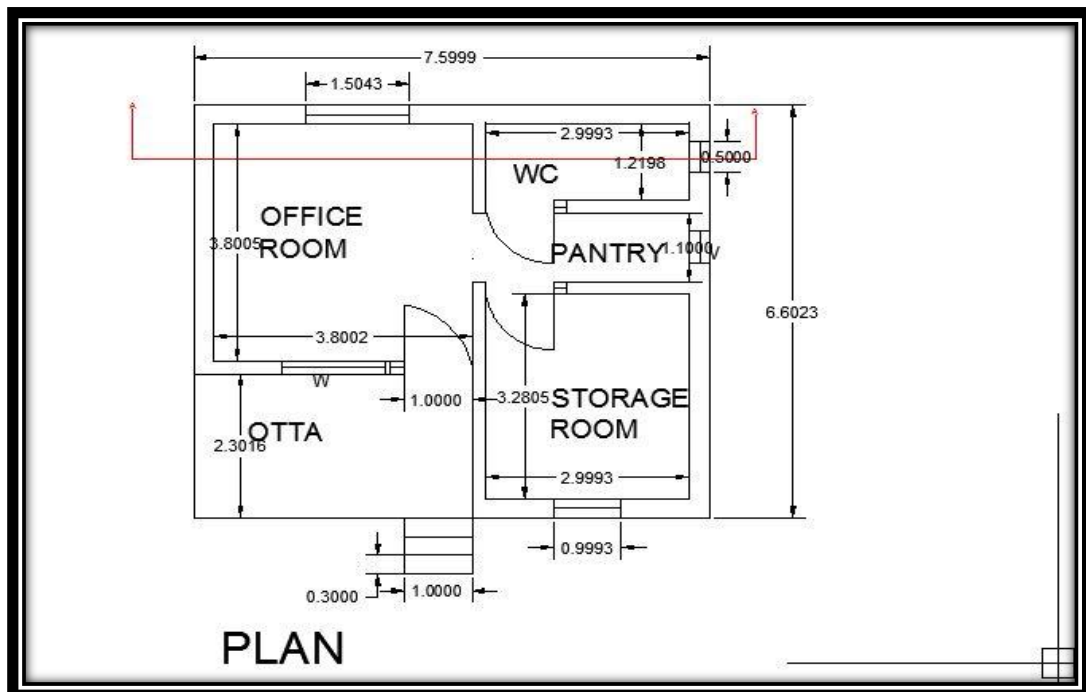 7.5999
1.5043
A
A
2.9993
1.2198
0.5000
WC
OFFICE
ROOM
3.8005
PANTRY
1.1000
V
6.6023
3.8002
W
1.0000
3.2805
STORAGE
ROOM
OTTA
2.3016
2.9993
0.9993
0.3000
1.0000
PLAN